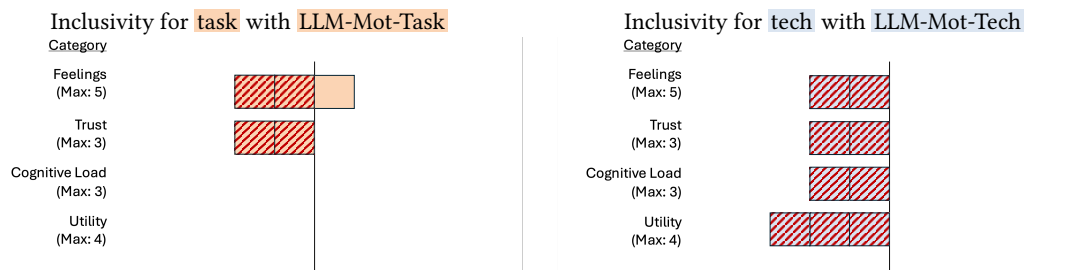 Inclusivity for task with LLM-Mot-Task
Category
Feelings
(Max: 5)
Trust
(Max: 3)
Cognitive Load
(Max: 3)
Utility
(Max: 4)
Inclusivity for tech with LLM-Mot-Tech
Category
Feelings
(Max: 5)
Trust
(Max: 3)
Cognitive Load
(Max: 3)
Utility
(Max: 4)